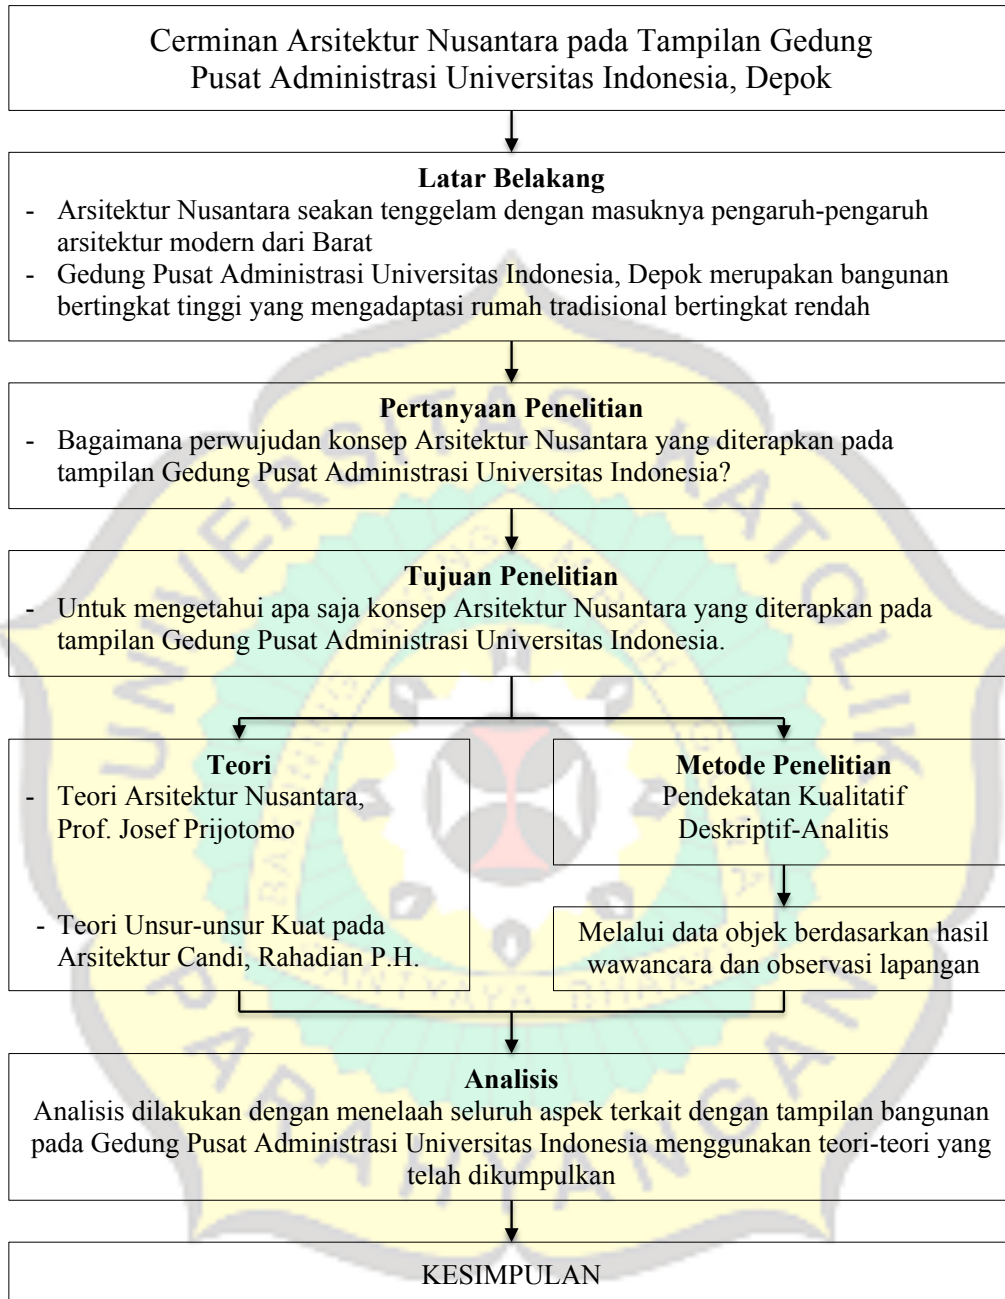 Cerminan Arsitektur Nusantara pada Tampilan Gedung
Pusat Administrasi Universitas Indonesia, Depok
Latar Belakang
- Arsitektur Nusantara seakan tenggelam dengan masuknya pengaruh-pengaruh
arsitektur modern dari Barat
- Gedung Pusat Administrasi Universitas Indonesia, Depok merupakan bangunan
bertingkat tinggi yang mengadaptasi rumah tradisional bertingkat rendah
Pertanyaan Penelitian
- Bagaimana perwujudan konsep Arsitektur Nusantara yang diterapkan pada
tampilan Gedung Pusat Administrasi Universitas Indonesia?
Tujuan Penelitian
- Untuk mengetahui apa saja konsep Arsitektur Nusantara yang diterapkan pada
tampilan Gedung Pusat Administrasi Universitas Indonesia.
Teori
- Teori Arsitektur Nusantara,
Prof. Josef Prijotomo
- Teori Unsur-unsur Kuat pada
Arsitektur Candi, Rahadian P.H.
Metode Penelitian
Pendekatan Kualitatif
Deskriptif-Analitis
Melalui data objek berdasarkan hasil
wawancara dan observasi lapangan
Analisis
Analisis dilakukan dengan menelaah seluruh aspek terkait dengan tampilan bangunan
pada Gedung Pusat Administrasi Universitas Indonesia menggunakan teori-teori yang
telah dikumpulkan
KESIMPULAN
UNIVERSITAS KATOLIK
PARAHYANGAN